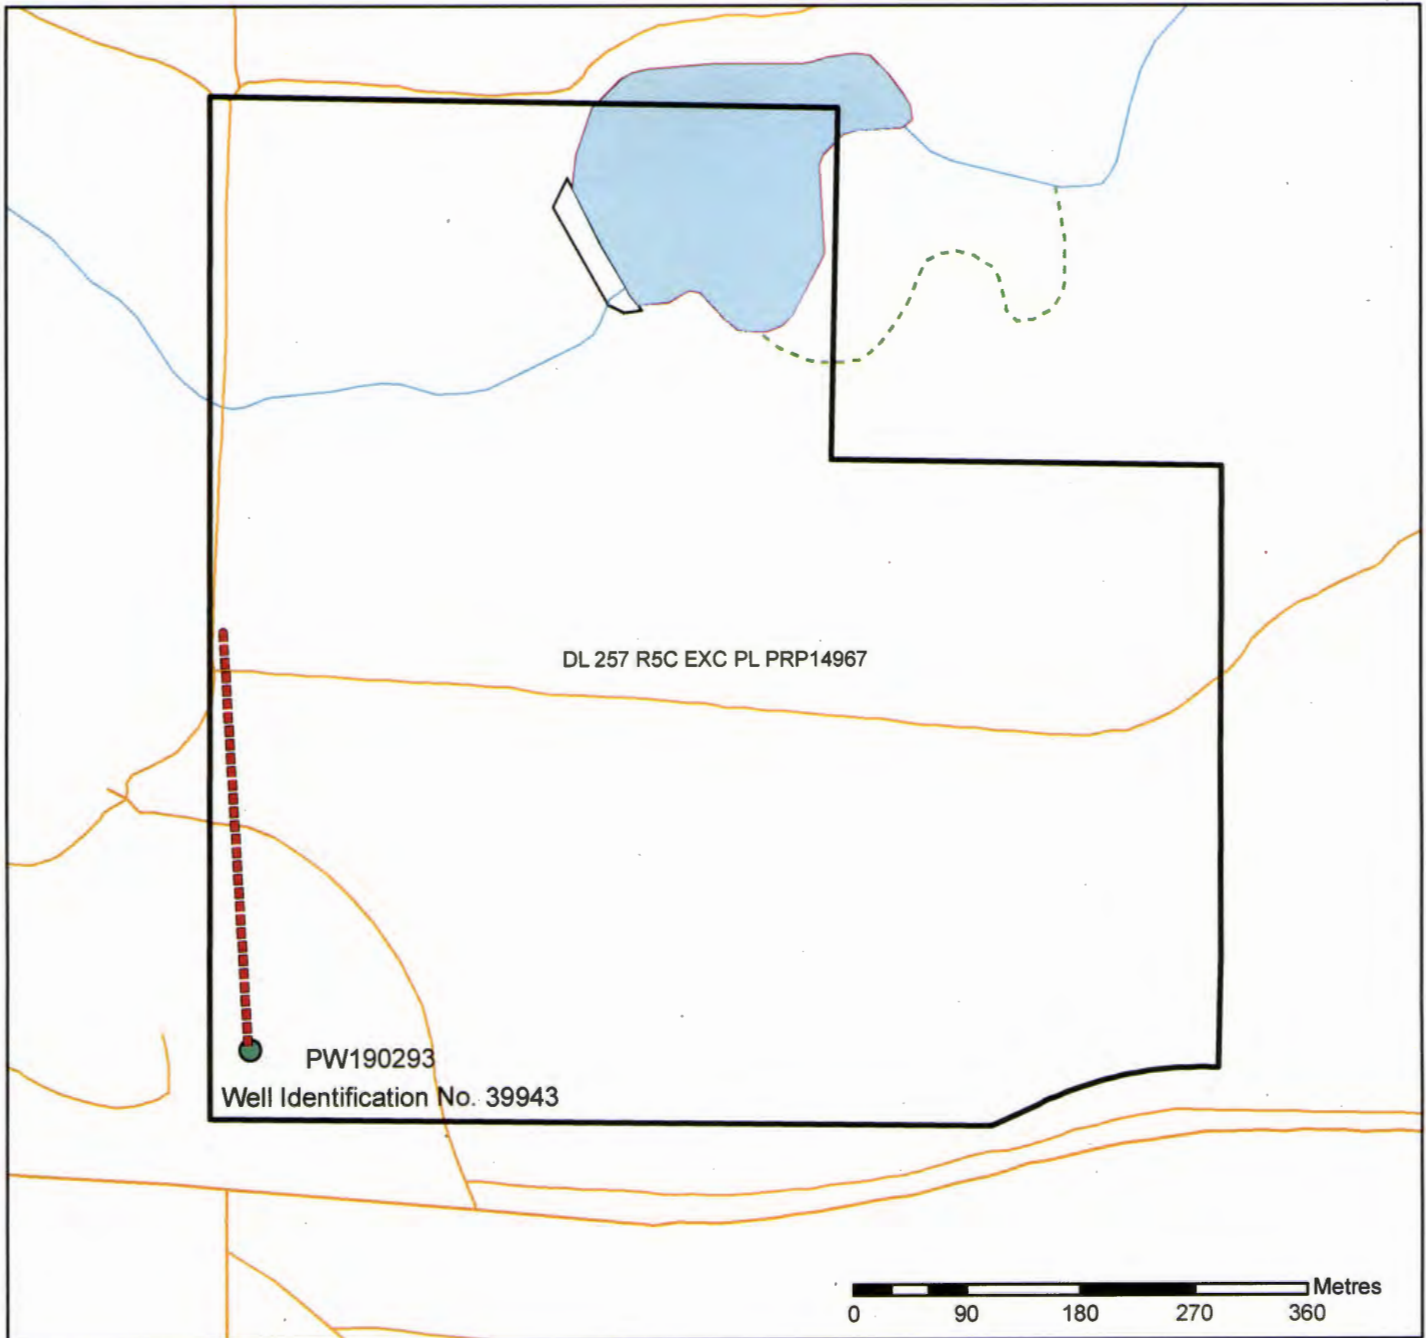 DL 257 R5C EXC PL PRP14967
PW190293
Well Identification No. 39943
Metres
0 90 180 270 360